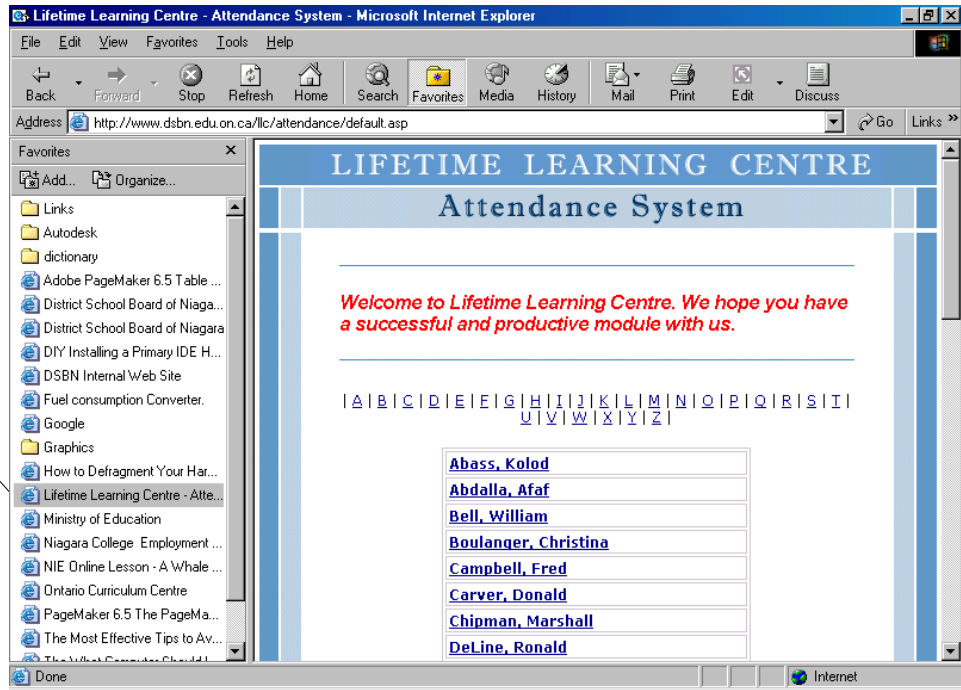 Lifetime Learning Centre - Attendance System - Microsoft Internet Explorer
File Edit View Favorites Tools Help
Back Forward Stop Refresh Home Search Favorites Media History Mail Print Edit Discuss
Address http://www.dsbn.edu.on.ca/llc/attendance/default.asp Go Links »
Favorites x
Add... Organize...
Links
Autodesk
dictionary
Adobe PageMaker 6.5 Table ...
District School Board of Niaga...
District School Board of Niagara
DIY Installing a Primary IDE H...
DSBN Internal Web Site
Fuel consumption Converter.
Google
Graphics
How to Defragment Your Har...
Lifetime Learning Centre - Atte...
Ministry of Education
Niagara College Employment ...
NIE Online Lesson - A Whale ...
Ontario Curriculum Centre
PageMaker 6.5 The PageMa...
The Most Effective Tips to Av...
The What Computer Should I
LIFETIME LEARNING CENTRE
Attendance System
Welcome to Lifetime Learning Centre. We hope you have
a successful and productive module with us.
| A | B | C | D | E | F | G | H | I | J | K | L | M | N | O | P | Q | R | S | T |
U | V | W | X | Y | Z |
Abass, Kolod
Abdalla, Afaf
Bell, William
Boulanger, Christina
Campbell, Fred
Carver, Donald
Chipman, Marshall
DeLine, Ronald
Done Internet